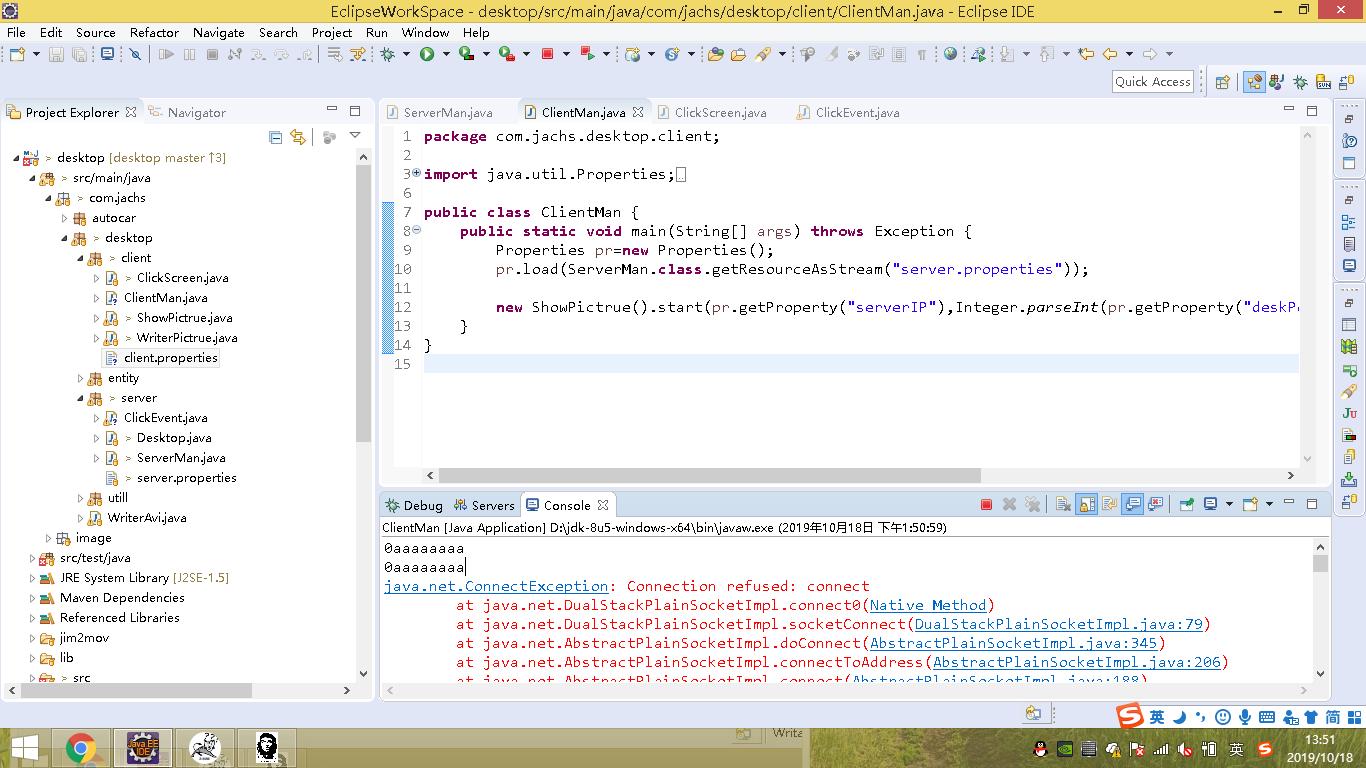 EclipseWorkSpace - desktop/src/main/java/com/jachs/desktop/client/ClientMan.java - Eclipse IDE
File Edit Source Refactor Navigate Search Project Run Window Help
Quick Access
Project Explorer Navigator
desktop [desktop master ↑3]
src/main/java
com.jachs
autocar
desktop
client
ClickScreen.java
ClientMan.java
ShowPictrue.java
WriterPictrue.java
client.properties
entity
server
ClickEvent.java
Desktop.java
ServerMan.java
server.properties
utill
WriterAvi.java
image
src/test/java
JRE System Library [J2SE-1.5]
Maven Dependencies
Referenced Libraries
jim2mov
lib
src
ServerMan.java ClientMan.java ClickScreen.java ClickEvent.java
1 package com.jachs.desktop.client;
2
3 import java.util.Properties;
6
7 public class ClientMan {
8 public static void main(String[] args) throws Exception {
9 Properties pr=new Properties();
10 pr.load(ServerMan.class.getResourceAsStream("server.properties"));
11
12 new ShowPictrue().start(pr.getProperty("serverIP"),Integer.parseInt(pr.getProperty("deskP
13 }
14 }
15
Debug Servers Console
ClientMan [Java Application] D:\jdk-8u5-windows-x64\bin\javaw.exe (2019年10月18日 下午1:50:59)
0aaaaaaaa
0aaaaaaaa
java.net.ConnectException: Connection refused: connect
at java.net.DualStackPlainSocketImpl.connect0(Native Method)
at java.net.DualStackPlainSocketImpl.socketConnect(DualStackPlainSocketImpl.java:79)
at java.net.AbstractPlainSocketImpl.doConnect(AbstractPlainSocketImpl.java:345)
at java.net.AbstractPlainSocketImpl.connectToAddress(AbstractPlainSocketImpl.java:206)
at java.net.AbstractPlainSocketImpl.connect(AbstractPlainSocketImpl.java:188)
英 简
Java EE IDE
Writa
英
13:51
2019/10/18